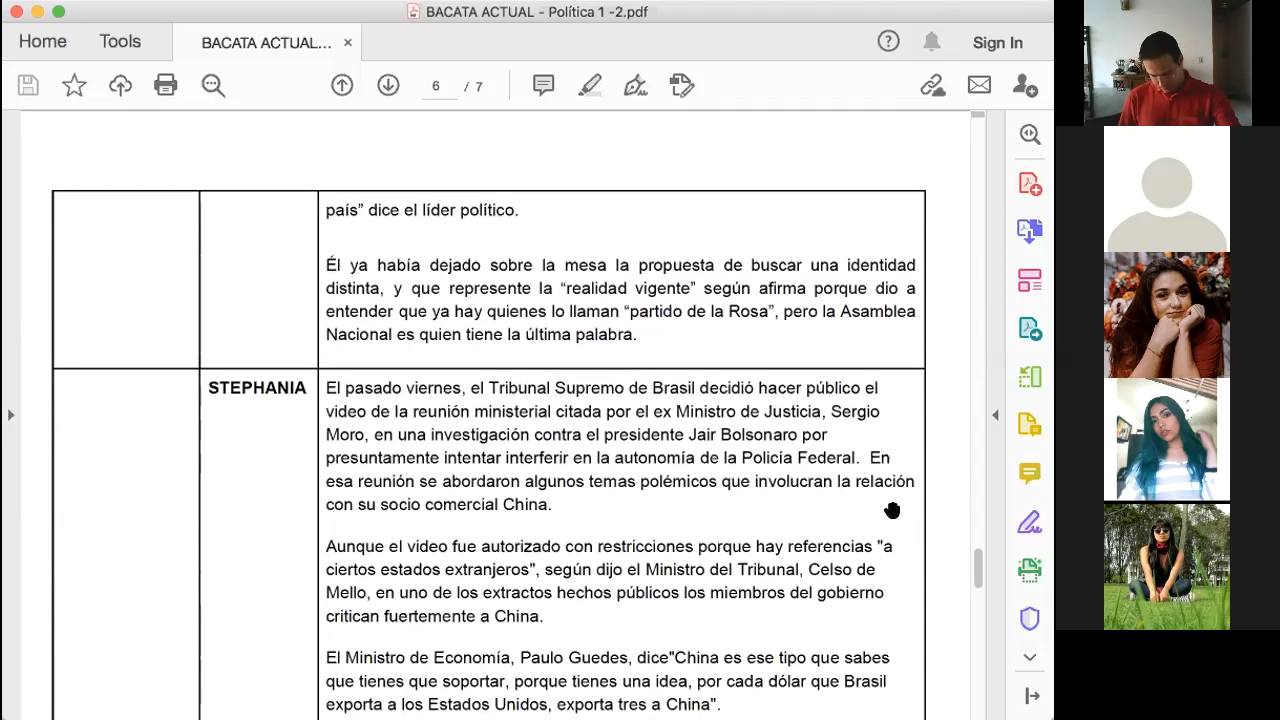 BACATA ACTUAL - Política 1 -2.pdf
Home
Tools
BACATA ACTUAL...
×
Sign In
6 / 7
país” dice el líder político.
Él ya había dejado sobre la mesa la propuesta de buscar una identidad
distinta, y que represente la “realidad vigente” según afirma porque dio a
entender que ya hay quienes lo llaman “partido de la Rosa”, pero la Asamblea
Nacional es quien tiene la última palabra.
STEPHANIA
El pasado viernes, el Tribunal Supremo de Brasil decidió hacer público el
video de la reunión ministerial citada por el ex Ministro de Justicia, Sergio
Moro, en una investigación contra el presidente Jair Bolsonaro por
presuntamente intentar interferir en la autonomía de la Policía Federal.  En
esa reunión se abordaron algunos temas polémicos que involucran la relación
con su socio comercial China.
Aunque el video fue autorizado con restricciones porque hay referencias "a
ciertos estados extranjeros", según dijo el Ministro del Tribunal, Celso de
Mello, en uno de los extractos hechos públicos los miembros del gobierno
critican fuertemente a China.
El Ministro de Economía, Paulo Guedes, dice"China es ese tipo que sabes
que tienes que soportar, porque tienes una idea, por cada dólar que Brasil
exporta a los Estados Unidos, exporta tres a China".